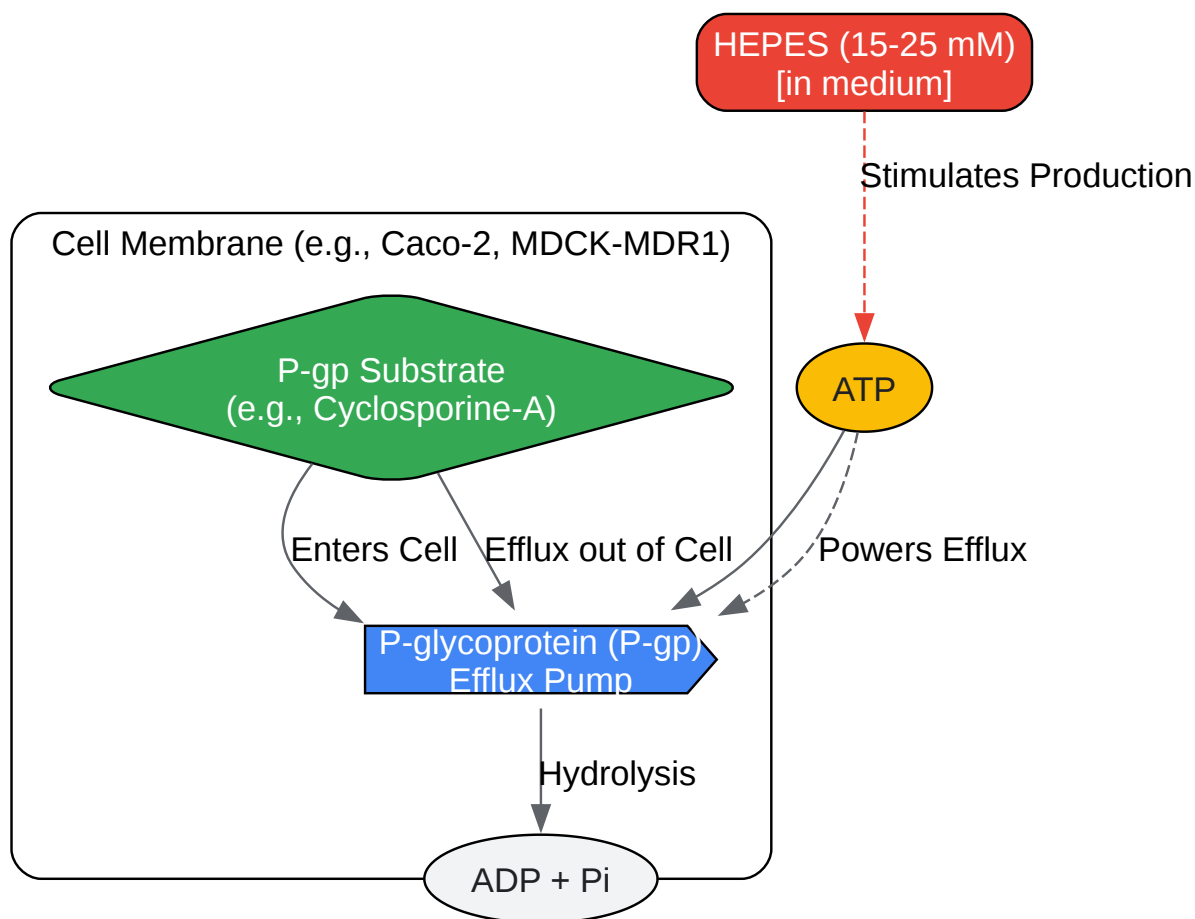 HEPES (15-25 mM)
[in medium]
Stimulates Production
Cell Membrane (e.g., Caco-2, MDCK-MDR1)
P-gp Substrate
(e.g., Cyclosporine-A)
ATP
Enters Cell
Efflux out of Cell
Powers Efflux
P-glycoprotein (P-gp)
Efflux Pump
Hydrolysis
ADP + Pi